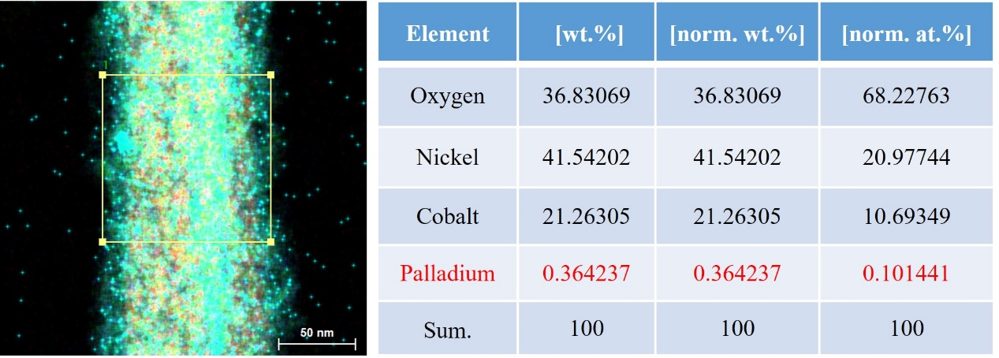 1
50 nm
Element [wt.%] [norm. wt.%] [norm. at.%]
Oxygen 36.83069 36.83069 68.22763
Nickel 41.54202 41.54202 20.97744
Cobalt 21.26305 21.26305 10.69349
Palladium 0.364237 0.364237 0.101441
Sum. 100 100 100